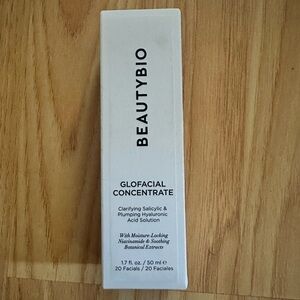 BEAUTYBIO
GLOFACIAL
CONCENTRATE
Clarifying Salicylic &
Plumping Hyaluronic
Acid Solution
With Moisture-Locking
Niacinamide & Soothing
Botanical Extracts
1.7 fl. oz. / 50 ml ℮
20 Facials / 20 Faciales